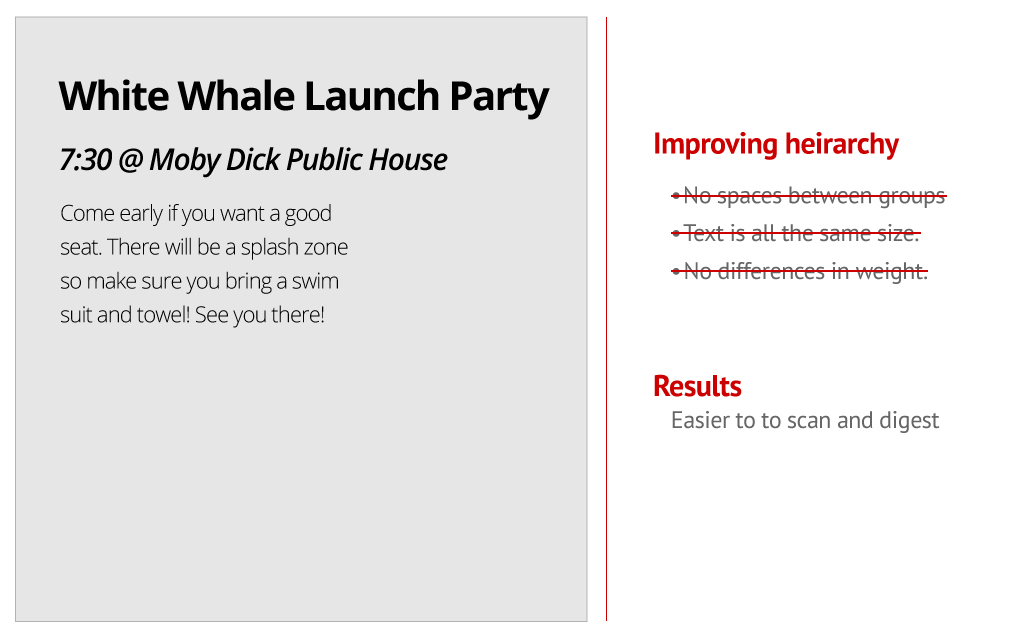 White Whale Launch Party
7:30 @ Moby Dick Public House
Come early if you want a good
seat. There will be a splash zone
so make sure you bring a swim
suit and towel! See you there!
Improving heirarchy
•No spaces between groups
•Text is all the same size.
•No differences in weight.
Results
Easier to to scan and digest